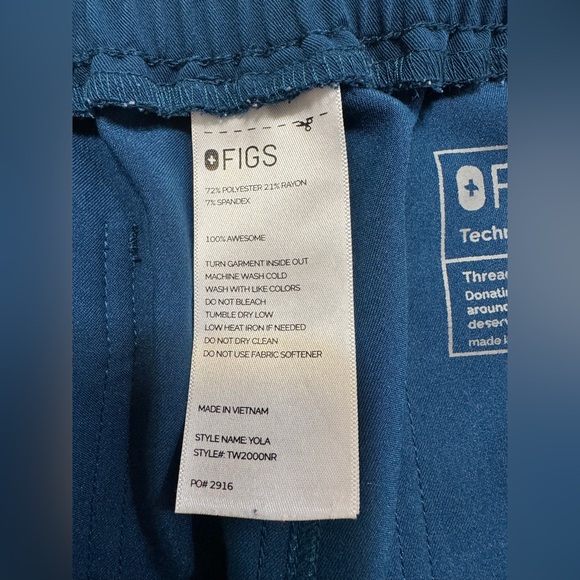 FIGS
72% POLYESTER 21% RAYON
7% SPANDEX
100% AWESOME
TURN GARMENT INSIDE OUT
MACHINE WASH COLD
WASH WITH LIKE COLORS
DO NOT BLEACH
TUMBLE DRY LOW
LOW HEAT IRON IF NEEDED
DO NOT DRY CLEAN
DO NOT USE FABRIC SOFTENER
MADE IN VIETNAM
STYLE NAME: YOLA
STYLE#: TW2000NR
PO# 2916
F
Techn
Threa
Donati
around
deserv
made i